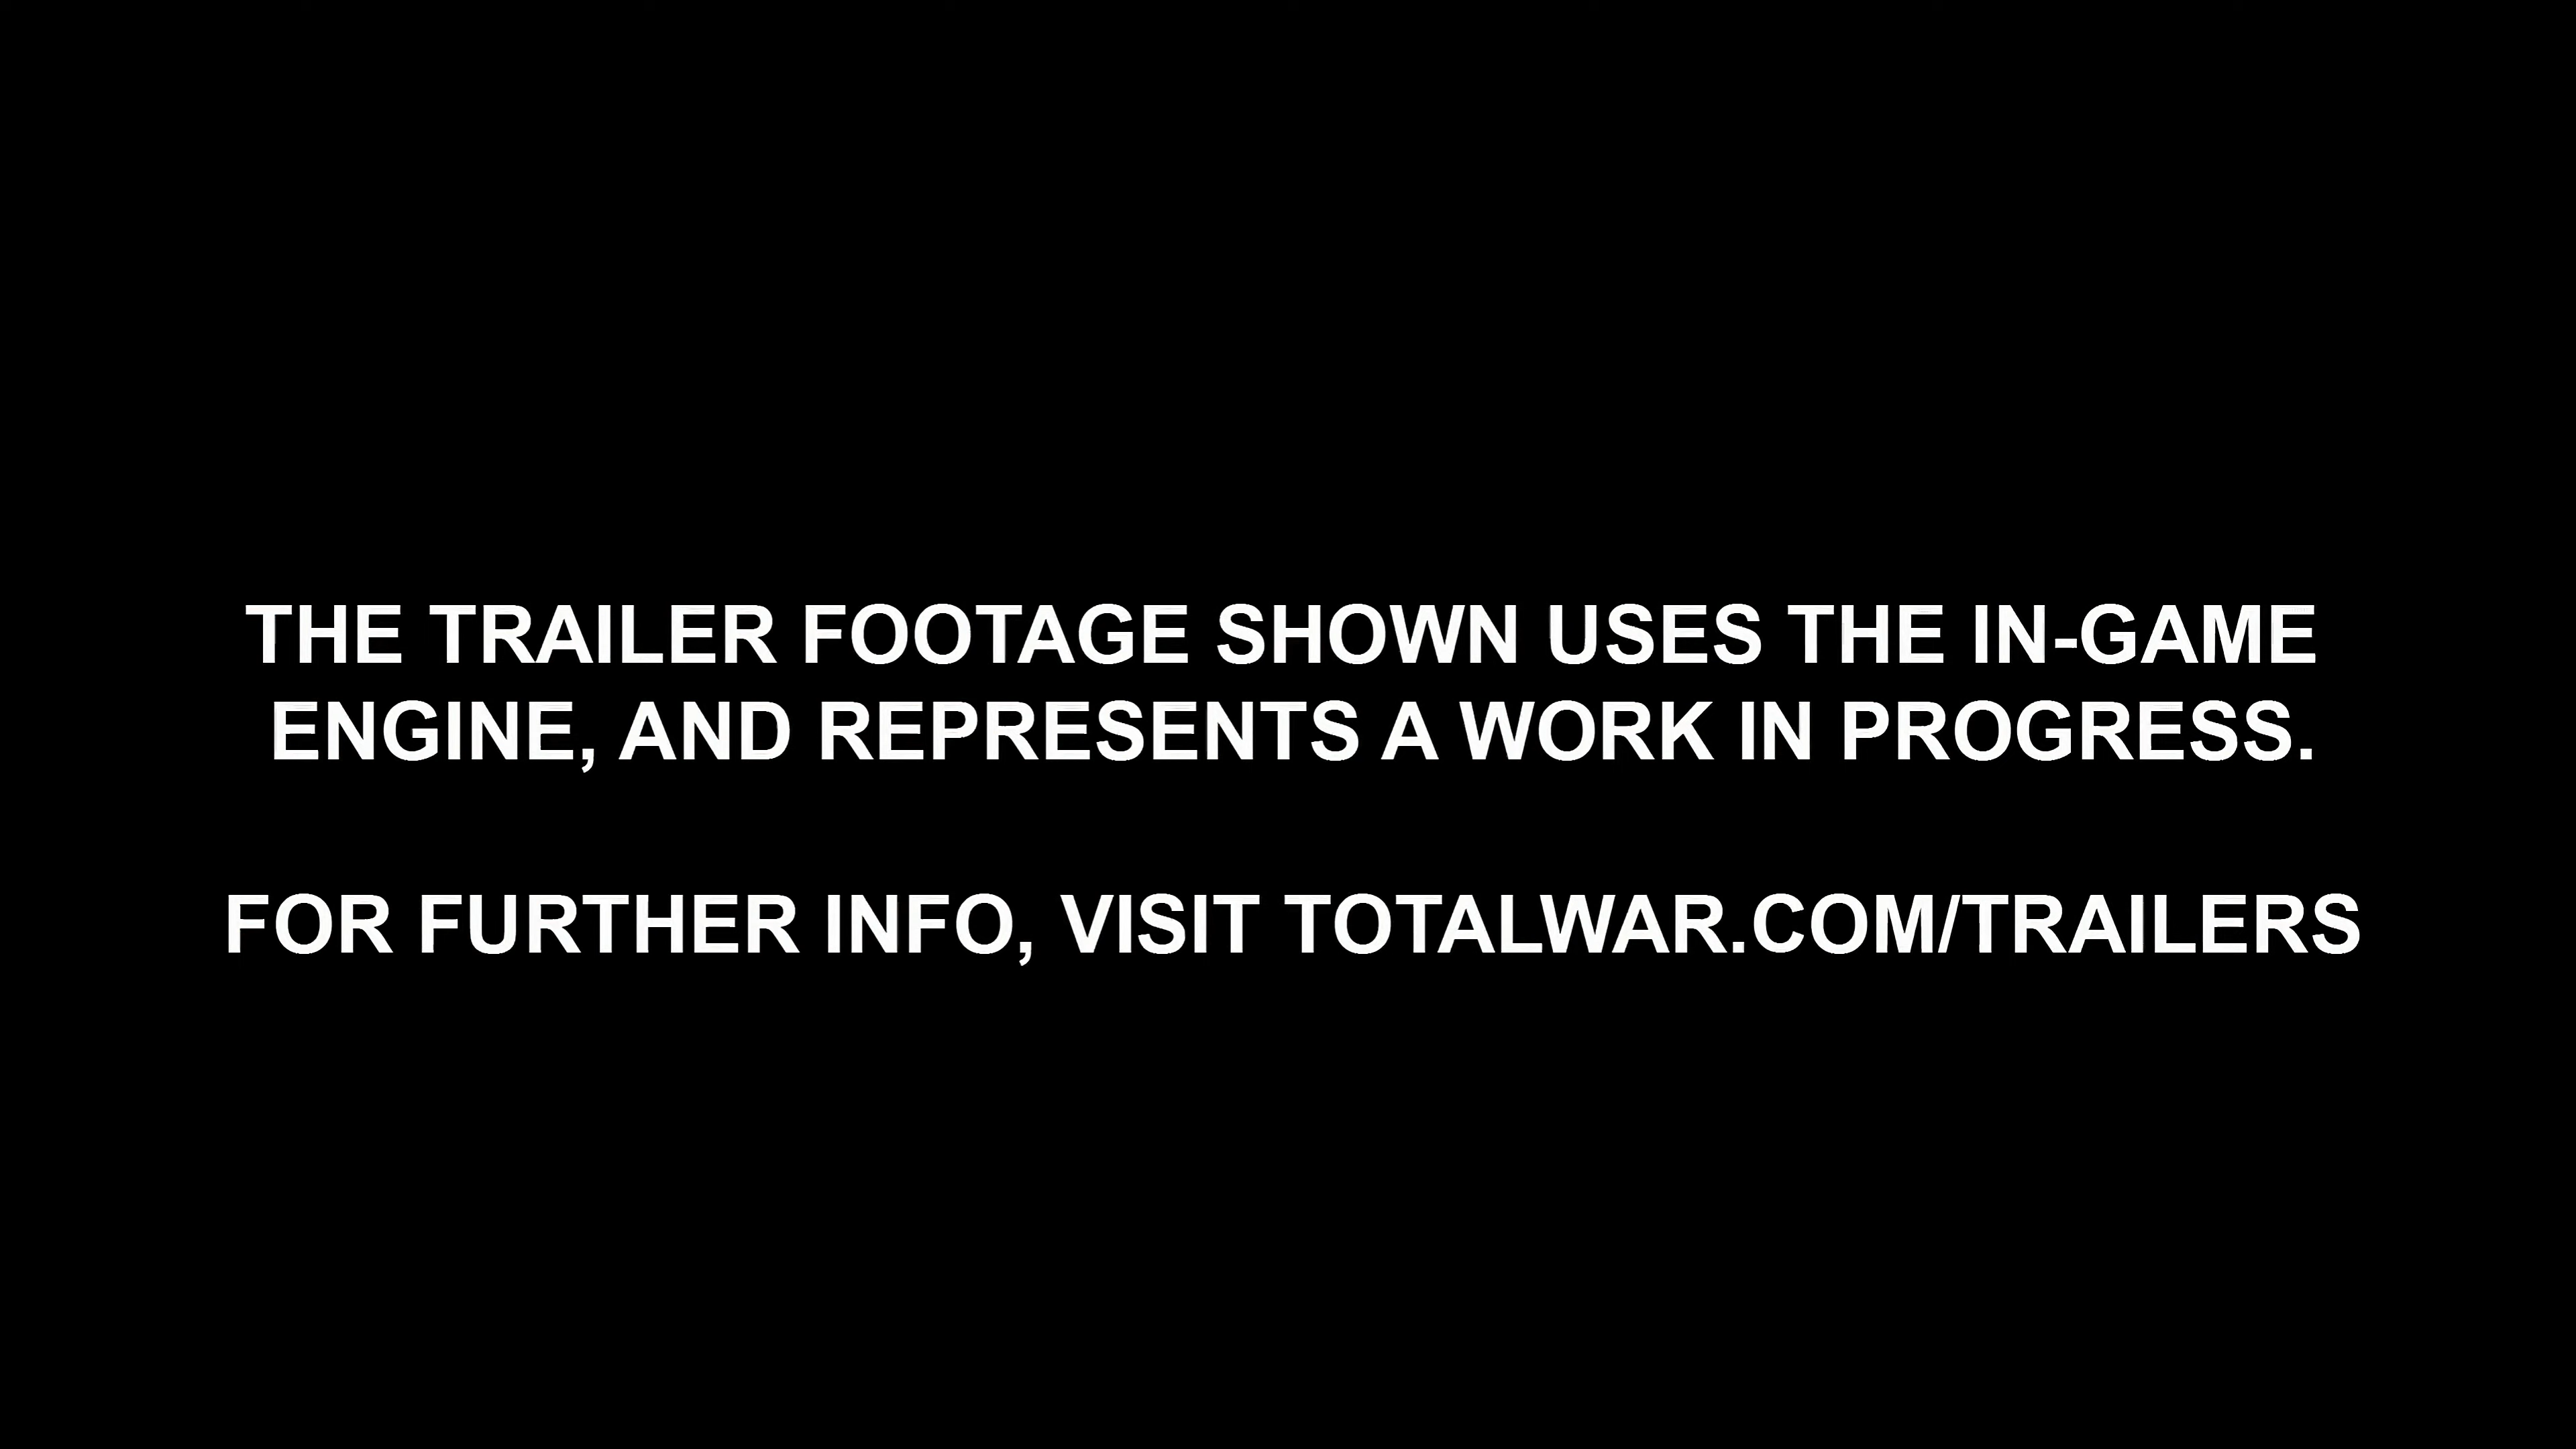 THE TRAILER FOOTAGE SHOWN USES THE IN-GAME
ENGINE, AND REPRESENTS A WORK IN PROGRESS.
FOR FURTHER INFO, VISIT TOTALWAR.COM/TRAILERS